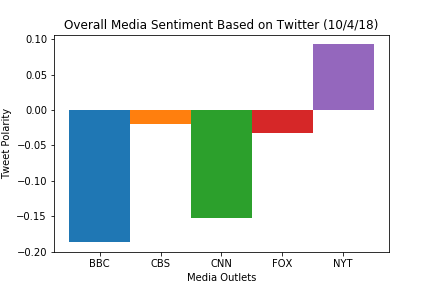 Overall Media Sentiment Based on Twitter (10/4/18)
0.10
0.05
0.00
−0.05
−0.10
−0.15
−0.20
Tweet Polarity
BBC CBS CNN FOX NYT
Media Outlets